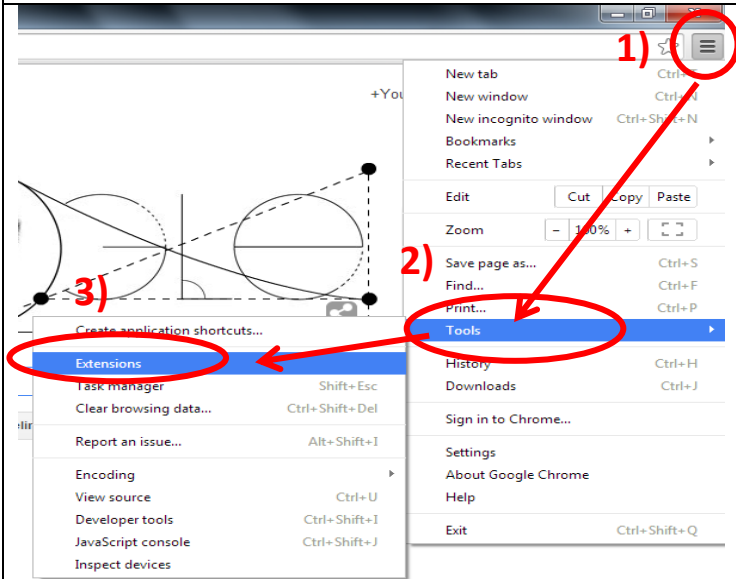 1)
+You
New tab Ctrl+T
New window Ctrl+N
New incognito window Ctrl+Shift+N
Bookmarks
Recent Tabs
Edit Cut Copy Paste
Zoom - 100% +
2)
Save page as... Ctrl+S
Find... Ctrl+F
Print... Ctrl+P
Tools
History Ctrl+H
Downloads Ctrl+J
Sign in to Chrome...
Settings
About Google Chrome
Help
Exit Ctrl+Shift+Q
3)
Create application shortcuts...
Extensions
Task manager Shift+Esc
Clear browsing data... Ctrl+Shift+Del
Report an issue... Alt+Shift+I
Encoding
View source Ctrl+U
Developer tools Ctrl+Shift+I
JavaScript console Ctrl+Shift+J
Inspect devices